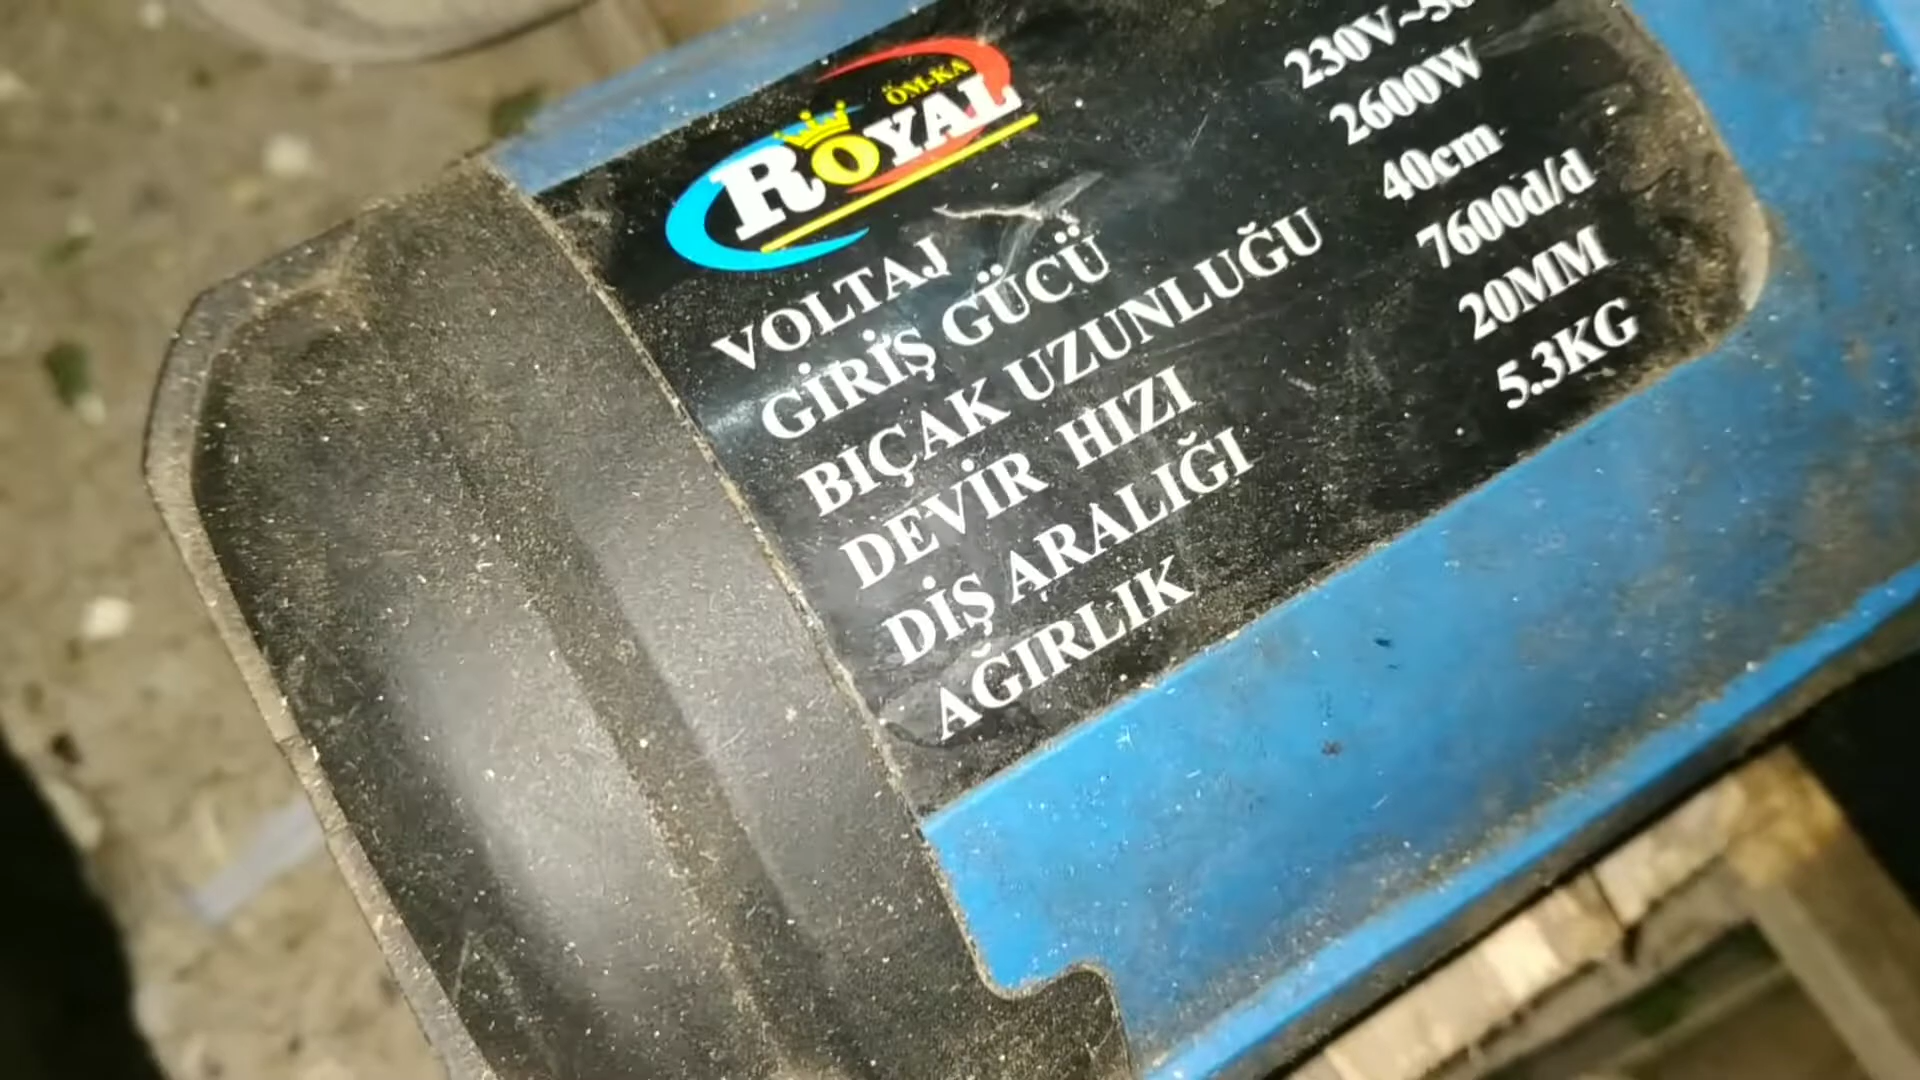 ÖM-KA
ROYAL
VOLTAJ 230V~50
GİRİŞ GÜCÜ 2600W
BIÇAK UZUNLUĞU 40cm
DEVİR HIZI 7600d/d
DİŞ ARALIĞI 20MM
AĞIRLIK 5.3KG